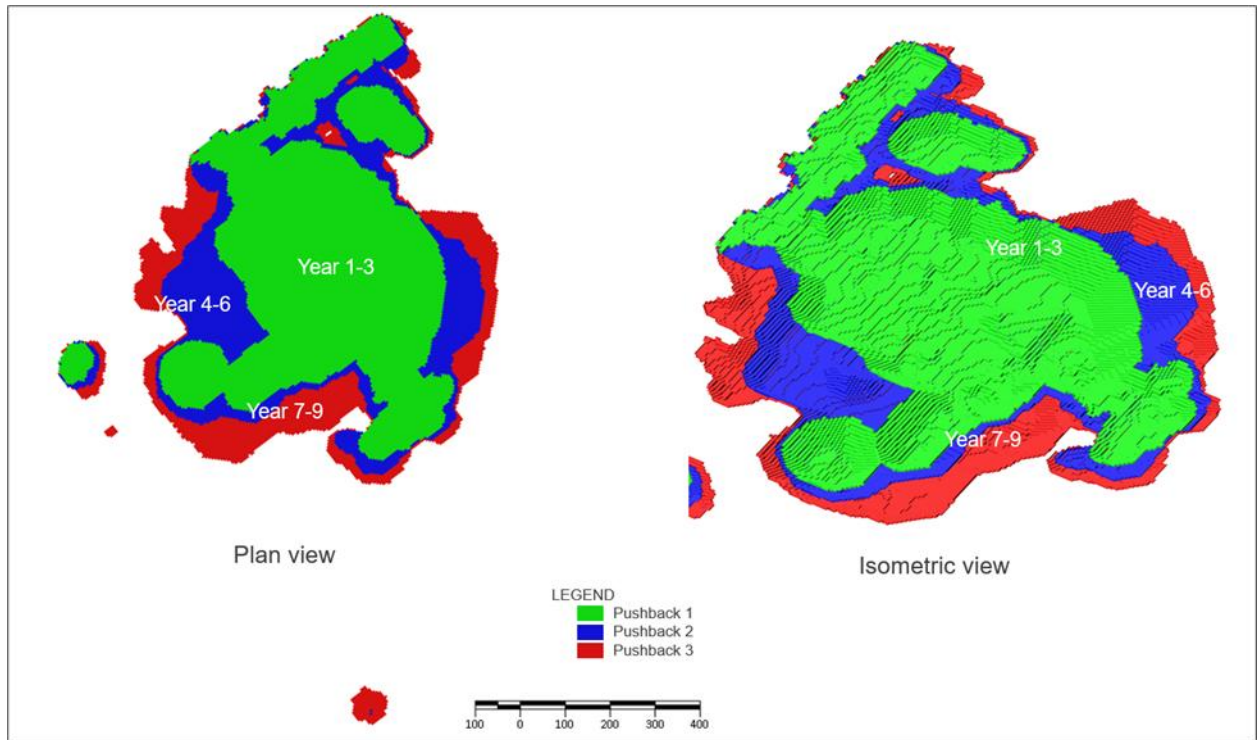 Year 1-3
Year 4-6
Year 7-9
Plan view
Year 1-3
Year 4-6
Year 7-9
Isometric view
LEGEND
Pushback 1
Pushback 2
Pushback 3
100 0 100 200 300 400